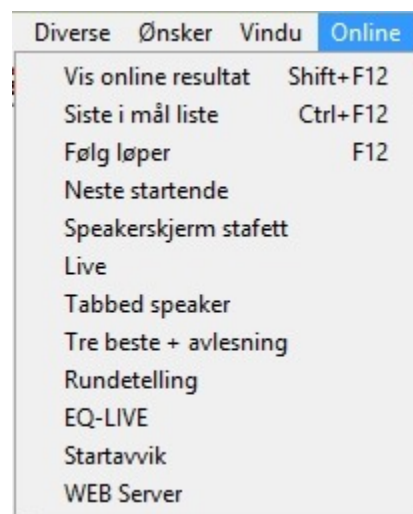 Diverse Ønsker Vindu Online
Vis online resultat Shift+F12
Siste i mål liste Ctrl+F12
Følg løper F12
Neste startende
Speakerskjerm stafett
Live
Tabbed speaker
Tre beste + avlesning
Rundetelling
EQ-LIVE
Startavvik
WEB Server